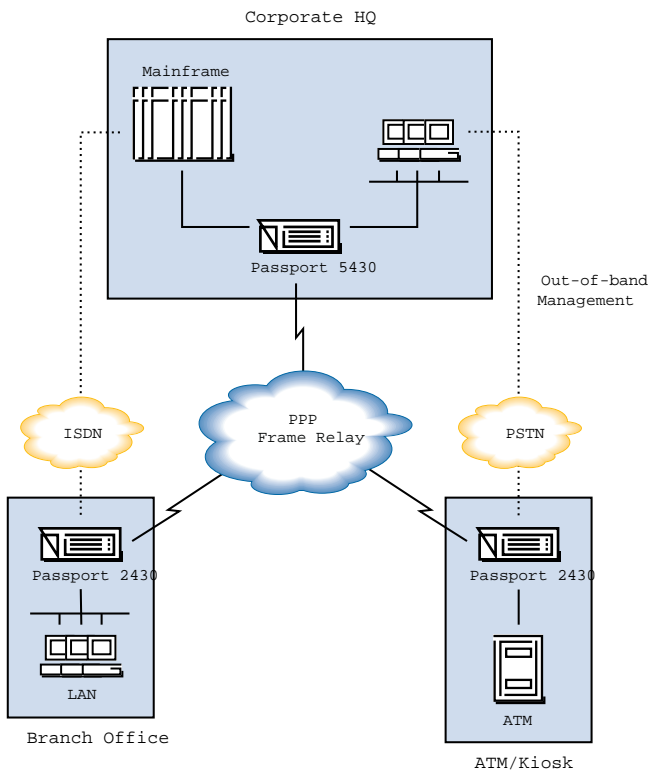 Corporate HQ
Mainframe
Passport 5430
Out-of-band
Management
ISDN
PPP
Frame Relay
PSTN
Passport 2430
LAN
Branch Office
Passport 2430
ATM
ATM/Kiosk